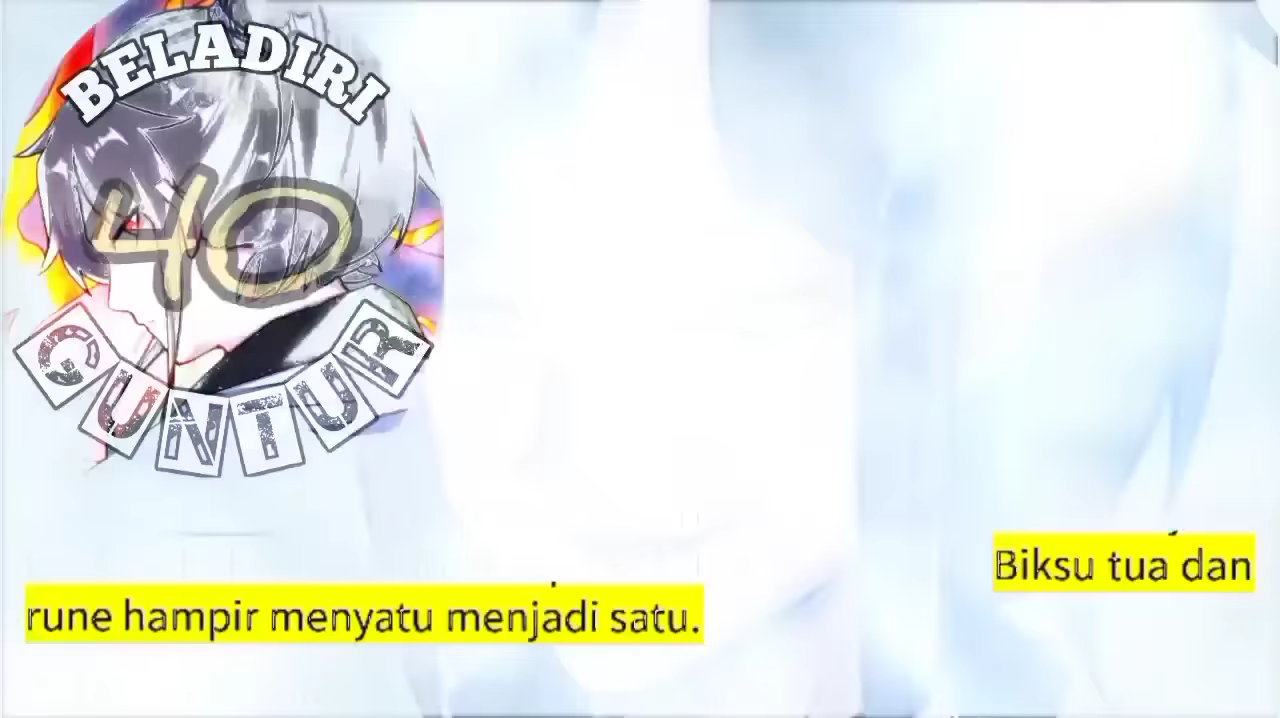 BELADIRI
40
GUNTUR
Biksu tua dan
rune hampir menyatu menjadi satu.